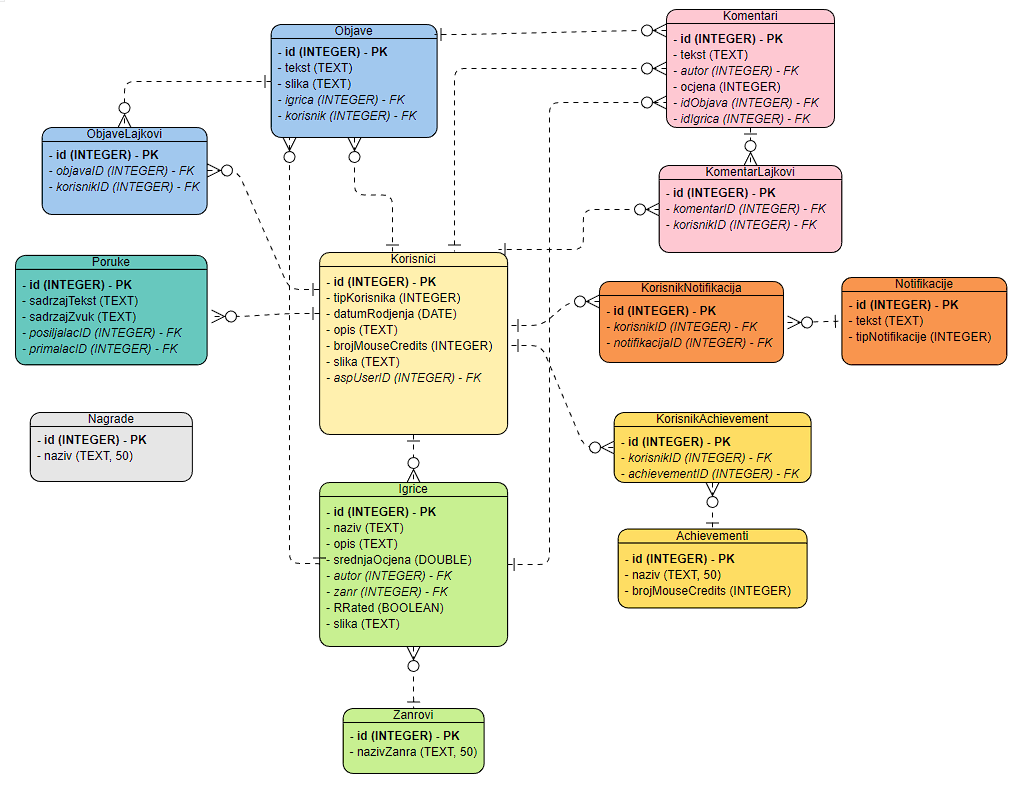 Objave
- id (INTEGER) - PK
- tekst (TEXT)
- slika (TEXT)
- igrica (INTEGER) - FK
- korisnik (INTEGER) - FK
Komentari
- id (INTEGER) - PK
- tekst (TEXT)
- autor (INTEGER) - FK
- ocjena (INTEGER)
- idObjava (INTEGER) - FK
- idIgrica (INTEGER) - FK
ObjaveLajkovi
- id (INTEGER) - PK
- objavaID (INTEGER) - FK
- korisnikID (INTEGER) - FK
KomentarLajkovi
- id (INTEGER) - PK
- komentarID (INTEGER) - FK
- korisnikID (INTEGER) - FK
Poruke
- id (INTEGER) - PK
- sadrzajTekst (TEXT)
- sadrzajZvuk (TEXT)
- posiljalacID (INTEGER) - FK
- primalacID (INTEGER) - FK
Korisnici
- id (INTEGER) - PK
- tipKorisnika (INTEGER)
- datumRodjenja (DATE)
- opis (TEXT)
- brojMouseCredits (INTEGER)
- slika (TEXT)
- aspUserID (INTEGER) - FK
KorisnikNotifikacija
- id (INTEGER) - PK
- korisnikID (INTEGER) - FK
- notifikacijaID (INTEGER) - FK
Notifikacije
- id (INTEGER) - PK
- tekst (TEXT)
- tipNotifikacije (INTEGER)
Nagrade
- id (INTEGER) - PK
- naziv (TEXT, 50)
KorisnikAchievement
- id (INTEGER) - PK
- korisnikID (INTEGER) - FK
- achievementID (INTEGER) - FK
Igrice
- id (INTEGER) - PK
- naziv (TEXT)
- opis (TEXT)
- srednjaOcjena (DOUBLE)
- autor (INTEGER) - FK
- zanr (INTEGER) - FK
- RRated (BOOLEAN)
- slika (TEXT)
Achievementi
- id (INTEGER) - PK
- naziv (TEXT, 50)
- brojMouseCredits (INTEGER)
Zanrovi
- id (INTEGER) - PK
- nazivZanra (TEXT, 50)